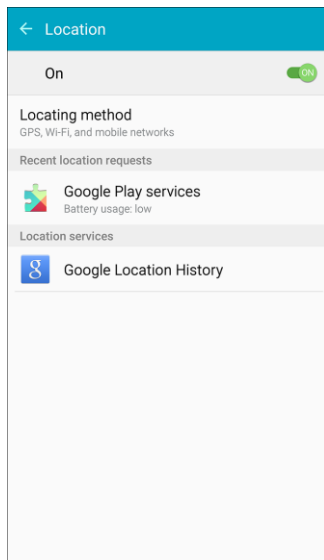 Location
On
ON
Locating method
GPS, Wi-Fi, and mobile networks
Recent location requests
Google Play services
Battery usage: low
Location services
g
Google Location History